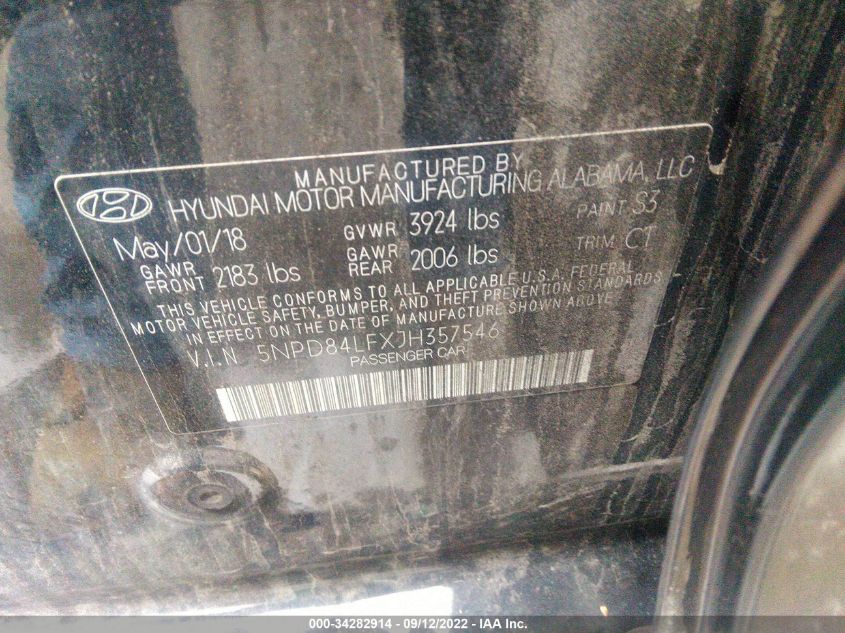 MANUFACTURED BY
HYUNDAI MOTOR MANUFACTURING ALABAMA, LLC
May/01/18 GVWR 3924 lbs PAINT S3
GAWR FRONT 2183 lbs GAWR REAR 2006 lbs TRIM CT
THIS VEHICLE CONFORMS TO ALL APPLICABLE U.S.A. FEDERAL
MOTOR VEHICLE SAFETY, BUMPER, AND THEFT PREVENTION STANDARDS
IN EFFECT ON THE DATE OF MANUFACTURE SHOWN ABOVE.
V.I.N 5NPD84LFXJH357546
PASSENGER CAR
000-34282914 - 09/12/2022 - IAA Inc.